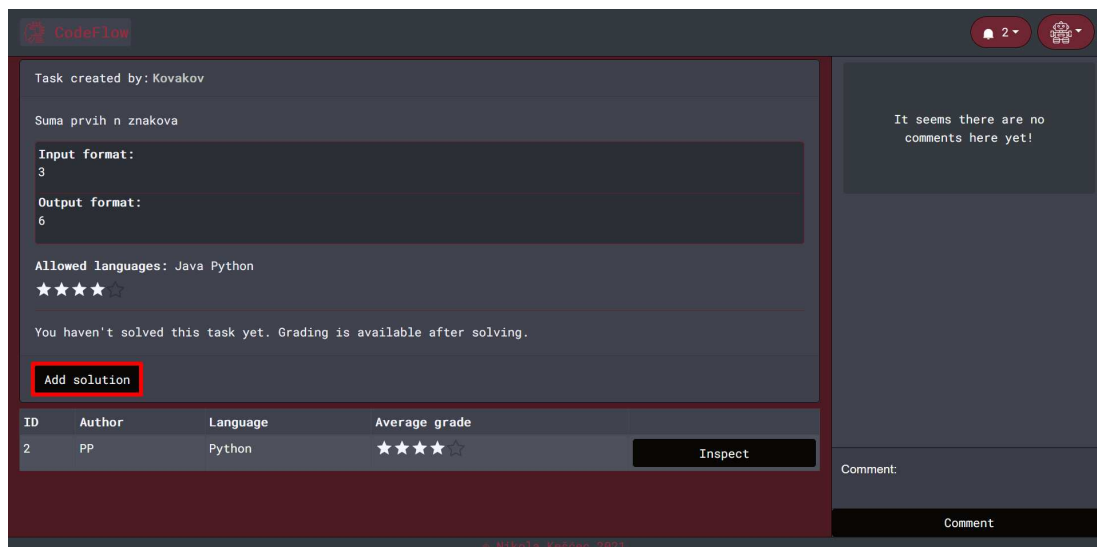 CodeFlow
2
Task created by: Kovakov
Suma prvih n znakova
Input format:
3
Output format:
6
Allowed languages: Java Python
You haven't solved this task yet. Grading is available after solving.
Add solution
ID Author Language Average grade
2 PP Python Inspect
It seems there are no
comments here yet!
Comment:
Comment
© Nikola 2021